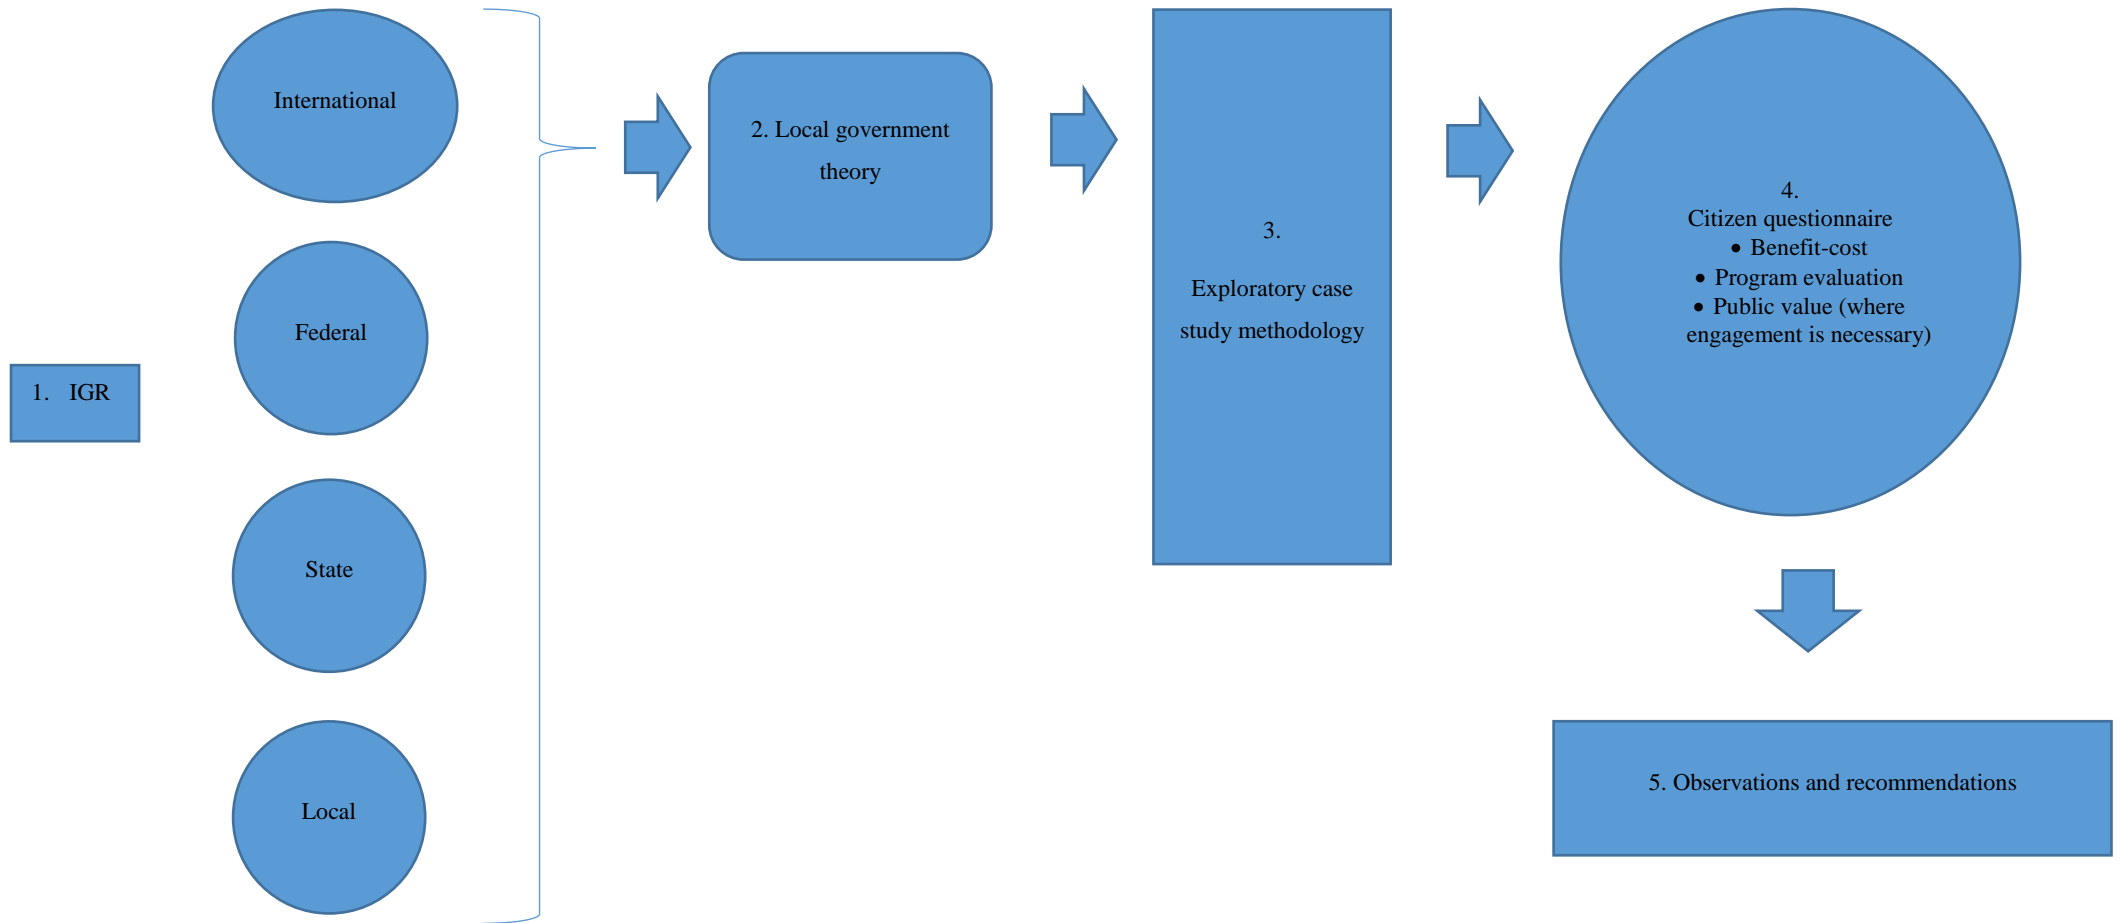 1. IGR
International
Federal
State
Local
2. Local government
theory
3.
Exploratory case
study methodology
4.
Citizen questionnaire
• Benefit-cost
• Program evaluation
• Public value (where
engagement is necessary)
5. Observations and recommendations